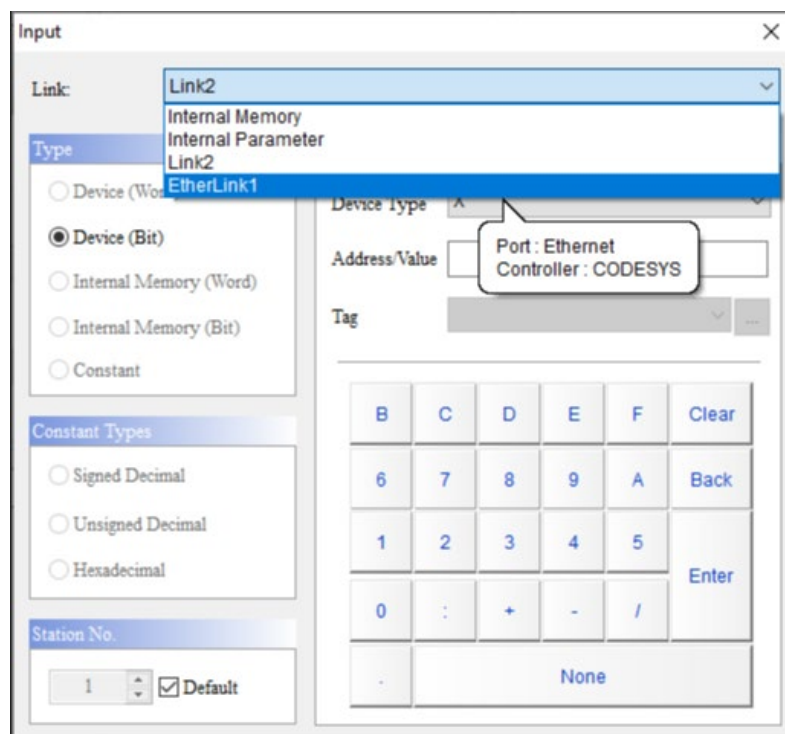 Input
Link:
Link2
Internal Memory
Internal Parameter
Link2
EtherLink1
Type
Device (Wor
Device (Bit)
Internal Memory (Word)
Internal Memory (Bit)
Constant
Constant Types
Signed Decimal
Unsigned Decimal
Hexadecimal
Station No.
1
Default
Device Type
X
Port : Ethernet
Controller : CODESYS
Address/Value
Tag
...
B C D E F Clear
6 7 8 9 A Back
1 2 3 4 5
Enter
0 : + - /
. None